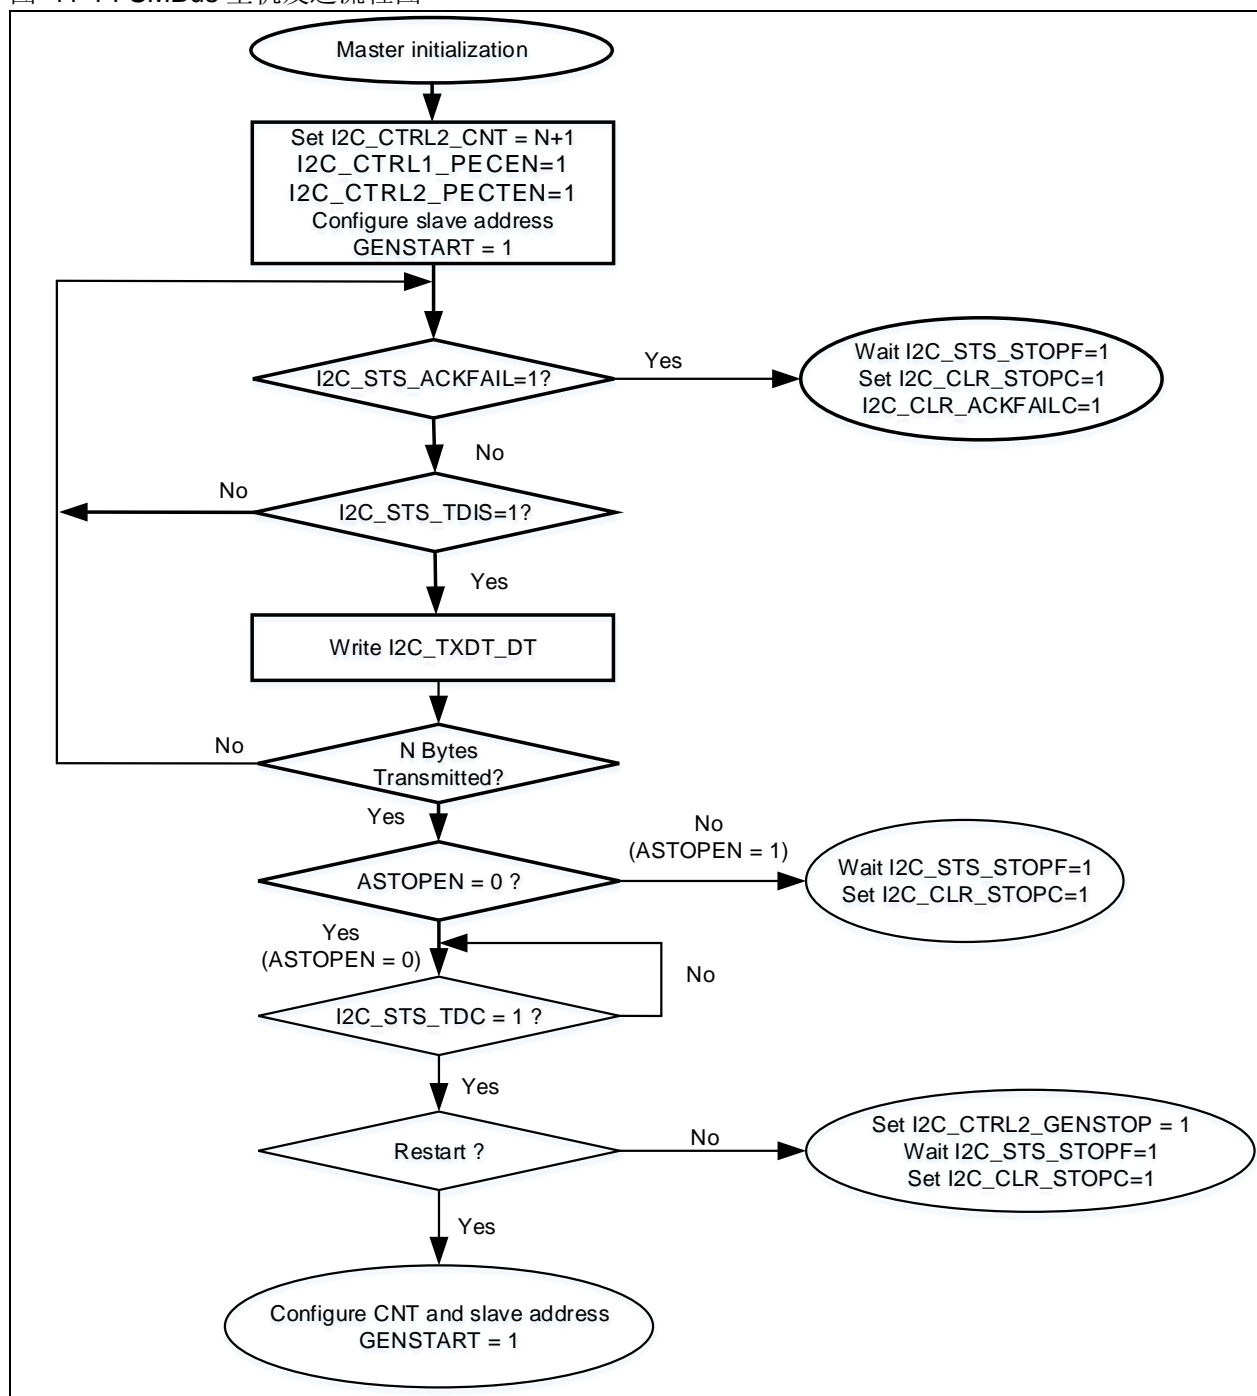 Master initialization
Set I2C_CTRL2_CNT = N+1
I2C_CTRL1_PECEN=1
I2C_CTRL2_PECTEN=1
Configure slave address
GENSTART = 1
I2C_STS_ACKFAIL=1?
Yes
Wait I2C_STS_STOPF=1
Set I2C_CLR_STOPC=1
I2C_CLR_ACKFAILC=1
No
No
I2C_STS_TDIS=1?
Yes
Write I2C_TXDT_DT
No
N Bytes
Transmitted?
Yes
No
(ASTOPEN = 1)
ASTOPEN = 0 ?
Wait I2C_STS_STOPF=1
Set I2C_CLR_STOPC=1
Yes
(ASTOPEN = 0)
No
I2C_STS_TDC = 1 ?
Yes
Restart ?
No
Set I2C_CTRL2_GENSTOP = 1
Wait I2C_STS_STOPF=1
Set I2C_CLR_STOPC=1
Yes
Configure CNT and slave address
GENSTART = 1